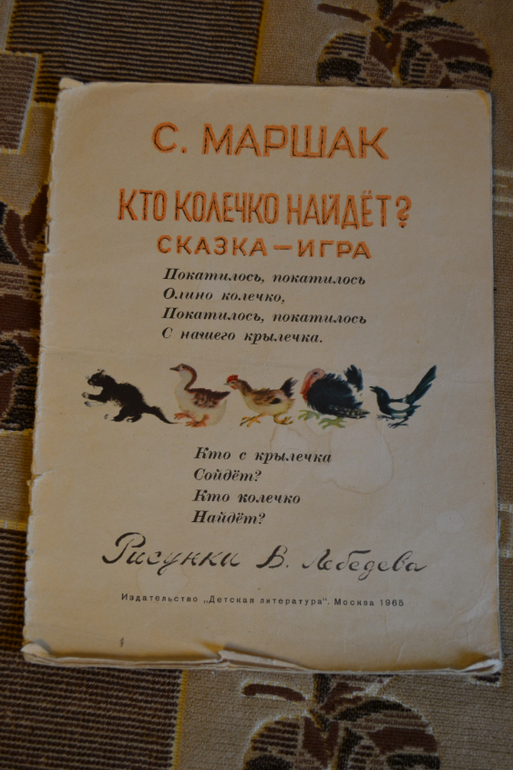 С. МАРШАК
КТО КОЛЕЧКО НАЙДЁТ?
СКАЗКА — ИГРА
Покатилось, покатилось
Олино колечко,
Покатилось, покатилось
С нашего крылечка.
Кто с крылечка
Сойдёт?
Кто колечко
Найдёт?
Рисунки В. Лебедева
Издательство „Детская литература". Москва 1965